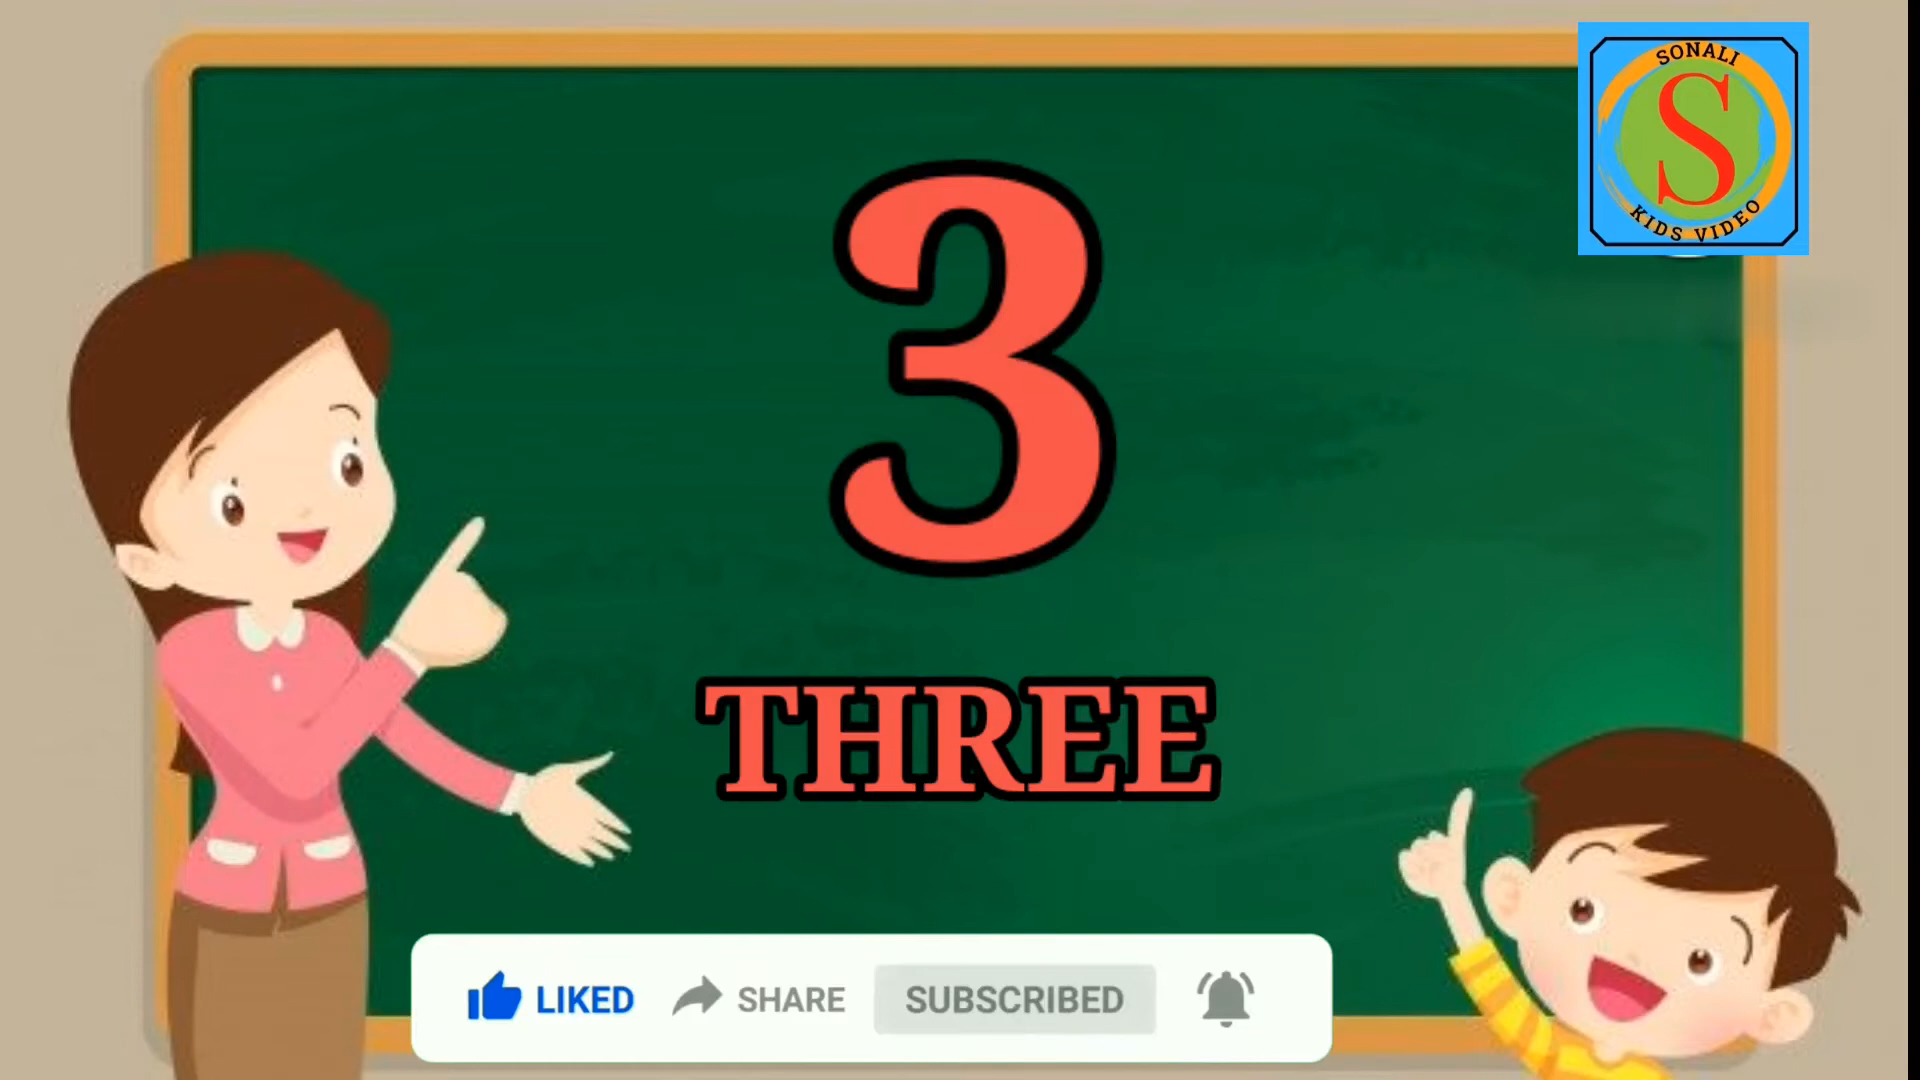 SONALI
S
KIDS VIDEO
3
THREE
LIKED SHARE SUBSCRIBED